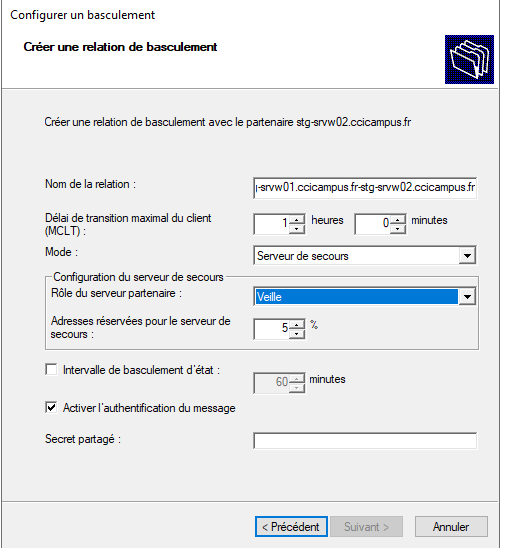 Configurer un basculement
Créer une relation de basculement
Créer une relation de basculement avec le partenaire stg-srvw02.ccicampus.fr
Nom de la relation :
-srvw01.ccicampus.fr-stg-srvw02.ccicampus.fr
Délai de transition maximal du client
(MCLT) :
1 heures 0 minutes
Mode :
Serveur de secours
Configuration du serveur de secours
Rôle du serveur partenaire :
Veille
Adresses réservées pour le serveur de
secours :
5 %
Intervalle de basculement d'état :
60 minutes
Activer l'authentification du message
Secret partagé :
< Précédent
Suivant >
Annuler